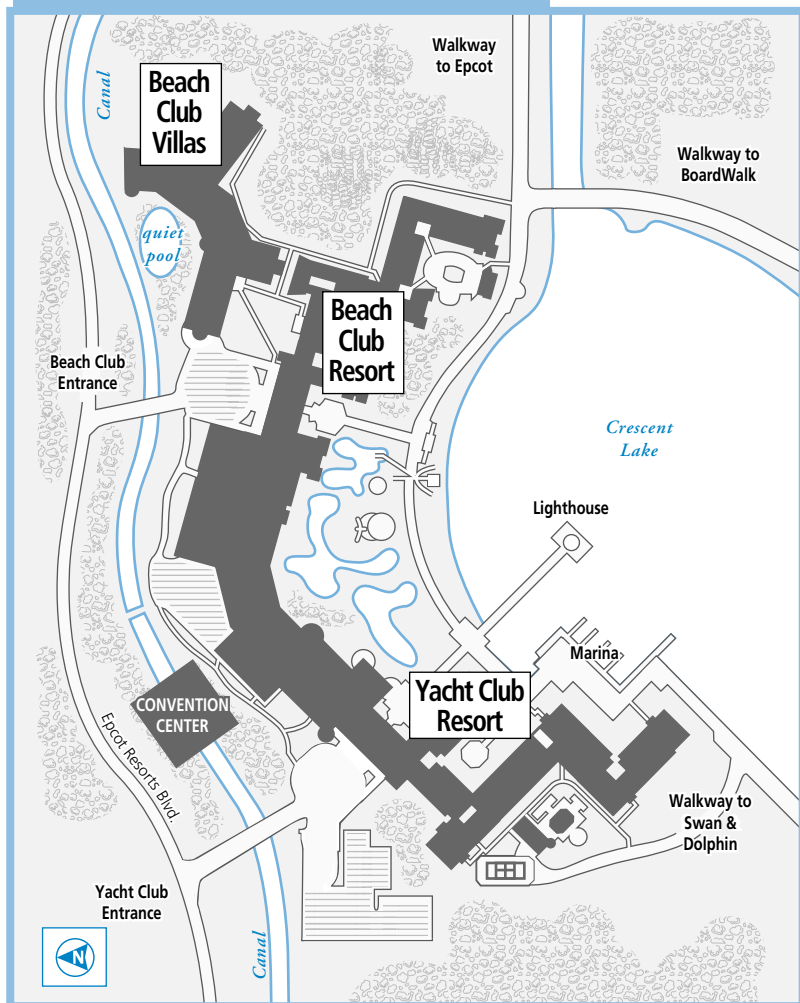 Walkway
to Epcot
Canal
Beach
Club
Villas
Walkway to
BoardWalk
quiet
pool
Beach
Club
Resort
Beach Club
Entrance
Crescent
Lake
Lighthouse
Marina
Yacht Club
Resort
CONVENTION
CENTER
Epcot Resorts Blvd.
Walkway to
Swan &
Dolphin
Yacht Club
Entrance
Canal
N